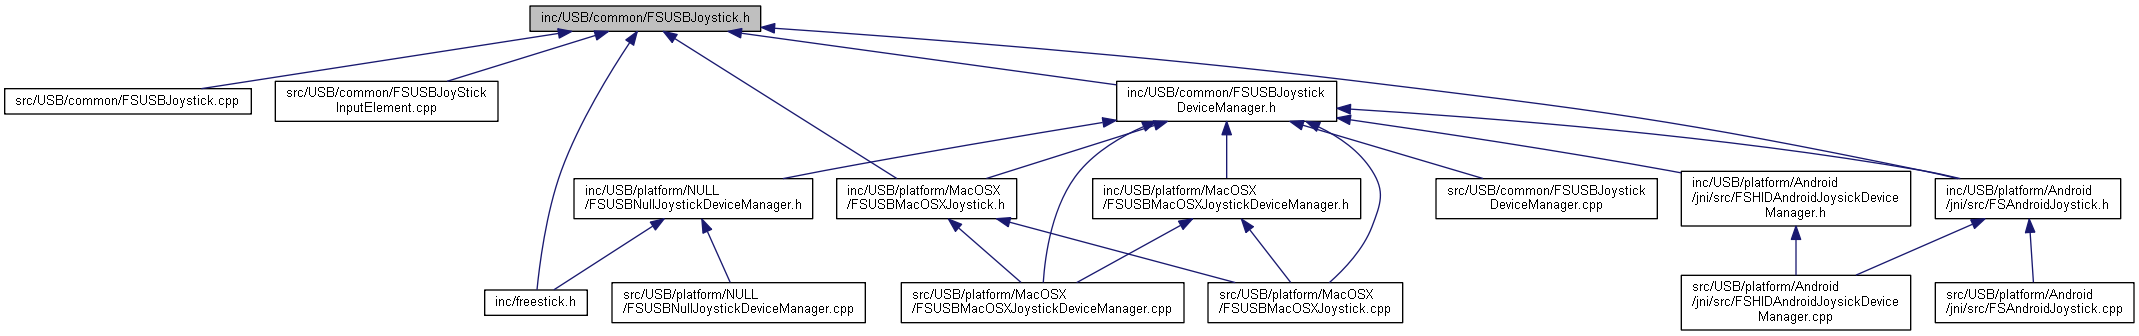 inc/USB/common/FSUSBJoystick.h
src/USB/common/FSUSBJoystick.cpp
src/USB/common/FSUSBJoyStick
InputElement.cpp
inc/USB/common/FSUSBJoystick
DeviceManager.h
inc/USB/platform/NULL
/FSUSBNullJoystickDeviceManager.h
inc/USB/platform/MacOSX
/FSUSBMacOSXJoystick.h
inc/USB/platform/MacOSX
/FSUSBMacOSXJoystickDeviceManager.h
src/USB/common/FSUSBJoystick
DeviceManager.cpp
inc/USB/platform/Android
/jni/src/FSHIDAndroidJoysickDevice
Manager.h
inc/USB/platform/Android
/jni/src/FSAndroidJoystick.h
inc/freestick.h
src/USB/platform/NULL
/FSUSBNullJoystickDeviceManager.cpp
src/USB/platform/MacOSX
/FSUSBMacOSXJoystickDeviceManager.cpp
src/USB/platform/MacOSX
/FSUSBMacOSXJoystick.cpp
src/USB/platform/Android
/jni/src/FSHIDAndroidJoysickDevice
Manager.cpp
src/USB/platform/Android
/jni/src/FSAndroidJoystick.cpp